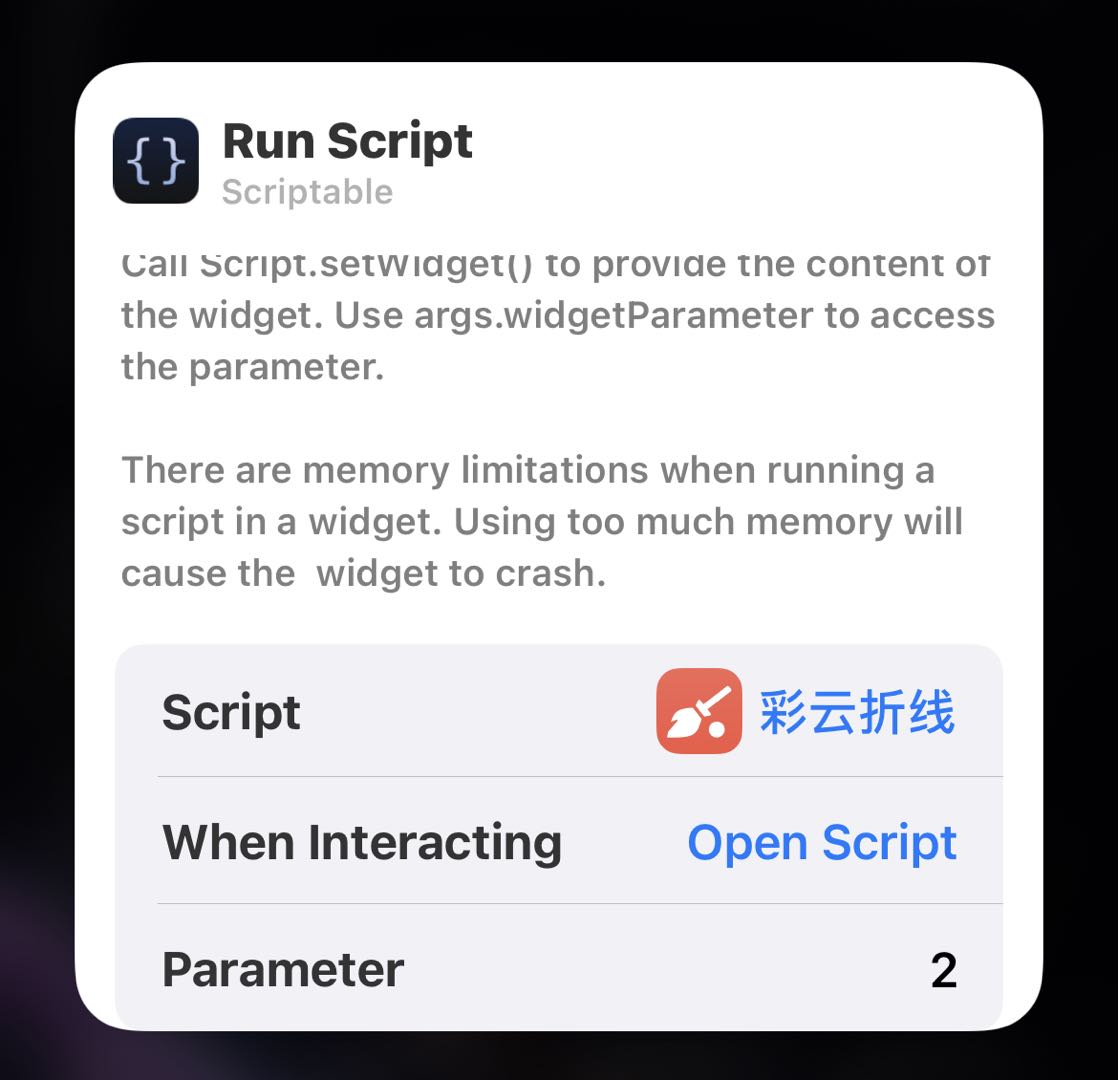 { }
Run Script
Scriptable
Call Script.setWidget() to provide the content of
the widget. Use args.widgetParameter to access
the parameter.
There are memory limitations when running a
script in a widget. Using too much memory will
cause the  widget to crash.
Script 彩云折线
When Interacting Open Script
Parameter 2